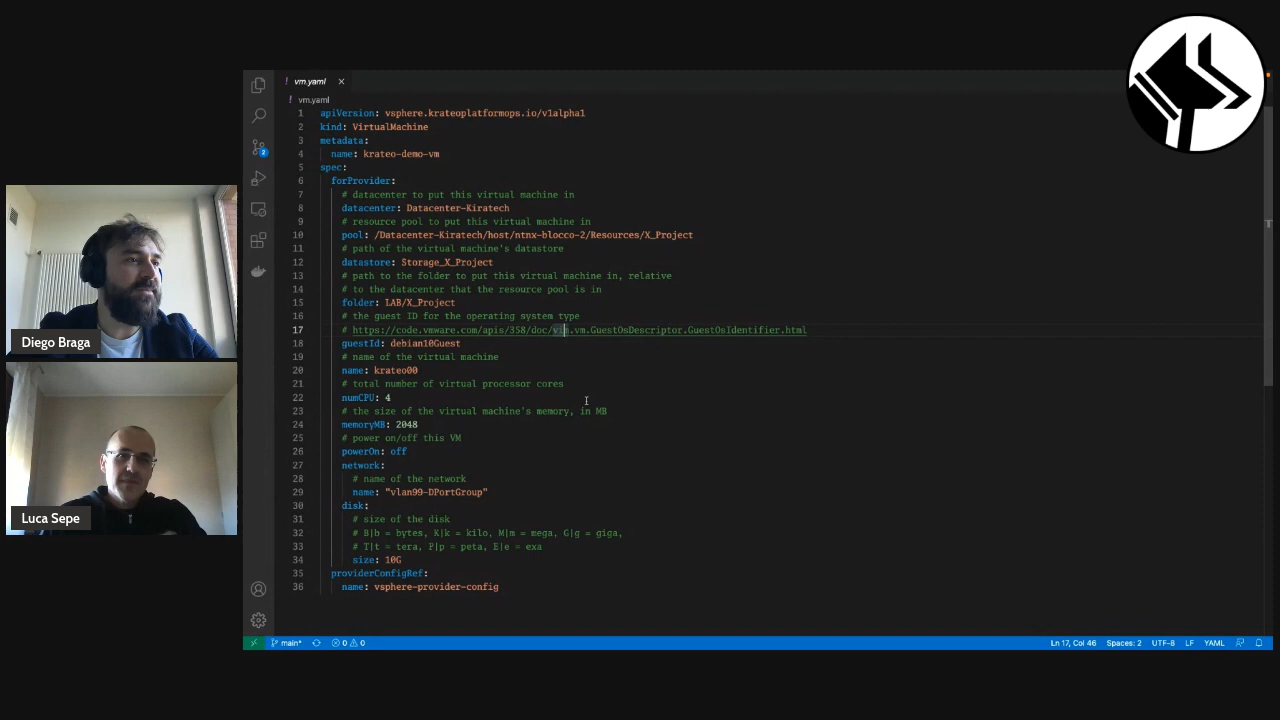 vm.yaml
vm.yaml
1 apiVersion: vsphere.krateoplatformops.io/v1alpha1
2 kind: VirtualMachine
3 metadata:
4 name: krateo-demo-vm
5 spec:
6 forProvider:
7 # datacenter to put this virtual machine in
8 datacenter: Datacenter-Kiratech
9 # resource pool to put this virtual machine in
10 pool: /Datacenter-Kiratech/host/ntnx-blocco-2/Resources/X_Project
11 # path of the virtual machine's datastore
12 datastore: Storage_X_Project
13 # path to the folder to put this virtual machine in, relative
14 # to the datacenter that the resource pool is in
15 folder: LAB/X_Project
16 # the guest ID for the operating system type
17 # https://code.vmware.com/apis/358/doc/vim.vm.GuestOsDescriptor.GuestOsIdentifier.html
18 guestId: debian10Guest
19 # name of the virtual machine
20 name: krateo00
21 # total number of virtual processor cores
22 numCPU: 4
23 # the size of the virtual machine's memory, in MB
24 memoryMB: 2048
25 # power on/off this VM
26 powerOn: off
27 network:
28 # name of the network
29 name: "vlan99-DPortGroup"
30 disk:
31 # size of the disk
32 # B|b = bytes, K|k = kilo, M|m = mega, G|g = giga,
33 # T|t = tera, P|p = peta, E|e = exa
34 size: 10G
35 providerConfigRef:
36 name: vsphere-provider-config
Diego Braga
Luca Sepe
2
main* 0 0 Ln 17, Col 46 Spaces: 2 UTF-8 LF YAML